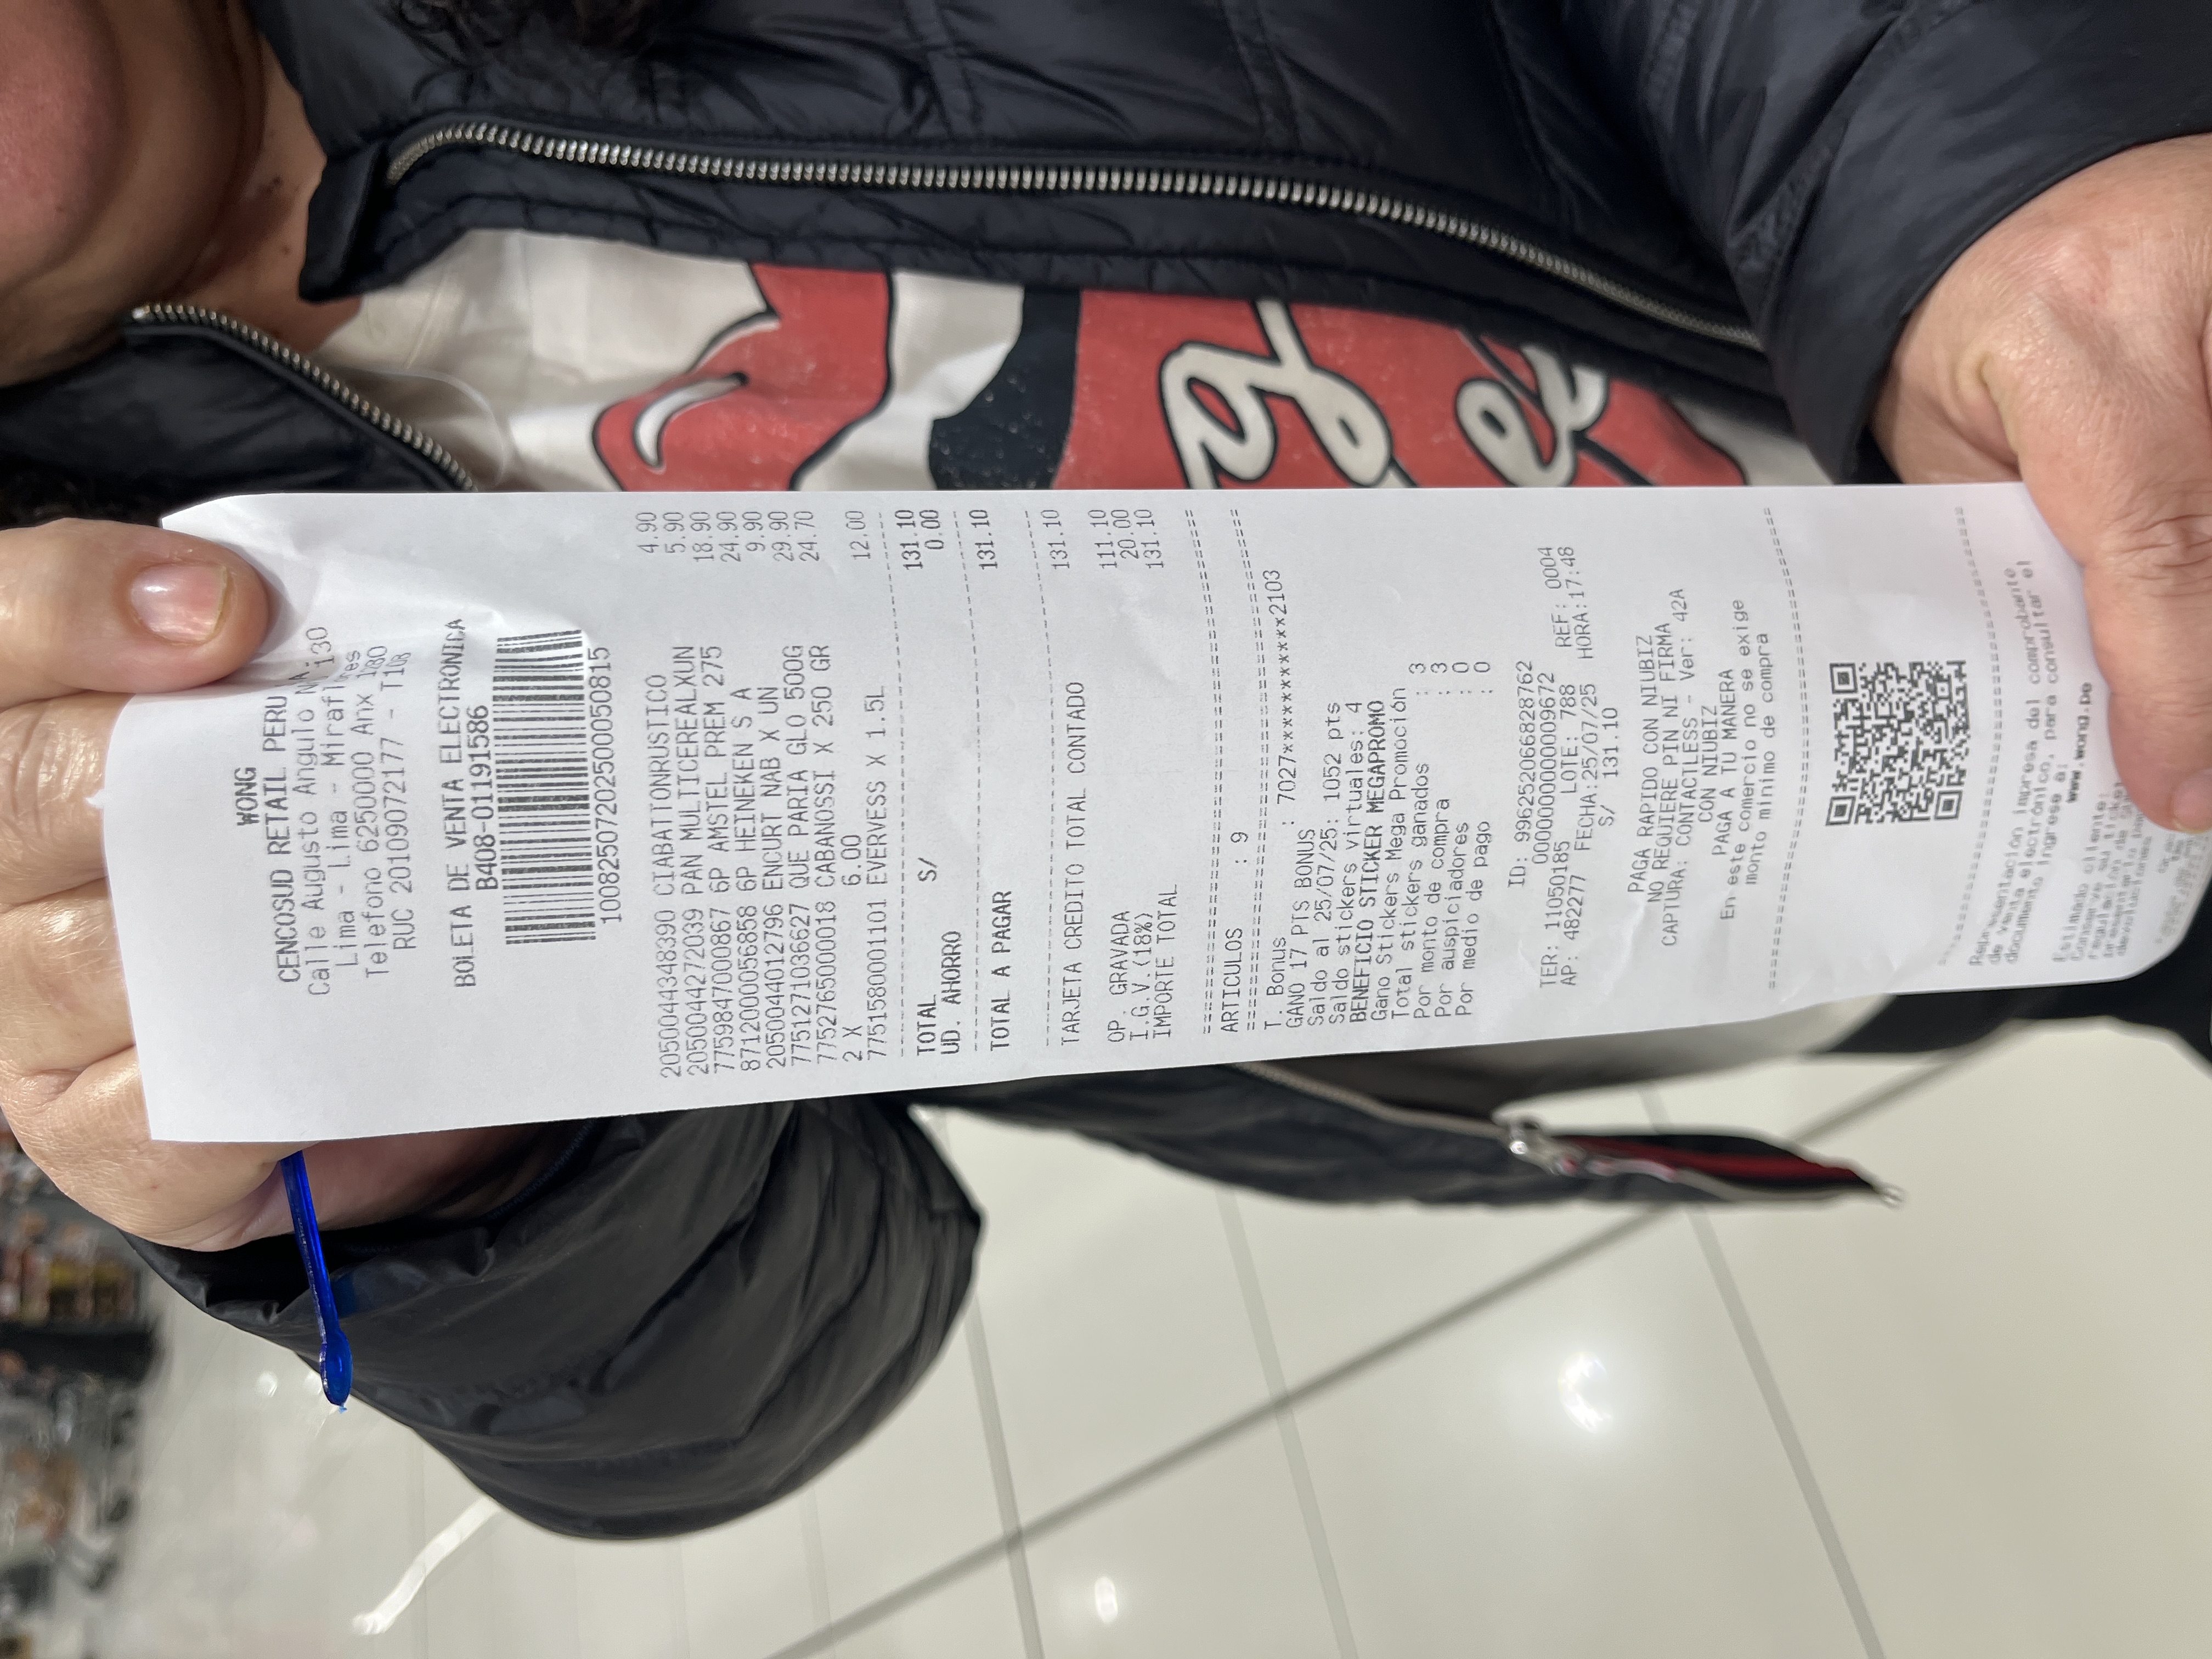 WONG
CENCOSUD RETAIL PERU A.
Calle Augusto Angulo N 130
Lima - Lima - Miraflores
Telefono 6250000 Anx 1380
RUC 20109072177 - T108
BOLETA DE VENTA ELECTRONICA
B408-01191586
10082507202500050815
2050044348390 CIABATTONRUSTICO 4.90
2050044272039 PAN MULTICEREALXUN 5.90
7759847000867 6P AMSTEL PREM 275 18.90
8712000056858 6P HEINEKEN S A 24.90
2050044012796 ENCURT NAB X UN 9.90
7751271036627 QUE PARIA GLO 500G 29.90
7752765000018 CABANOSSI X 250 GR 24.70
2 X 6.00
7751580001101 EVERVESS X 1.5L 12.00
TOTAL S/ 131.10
UD. AHORRO 0.00
TOTAL A PAGAR 131.10
TARJETA CREDITO TOTAL CONTADO 131.10
OP. GRAVADA 111.10
I.G.V.(18%) 20.00
IMPORTE TOTAL 131.10
ARTICULOS : 9
T. Bonus : 7027***********2103
GANO 17 PTS BONUS
Saldo al 25/07/25: 1052 pts
Saldo stickers virtuales: 4
BENEFICIO STICKER MEGAPROMO
Gano Stickers Mega Promoción
Total stickers ganados : 3
Por monto de compra : 3
Por auspiciadores : 0
Por medio de pago : 0
ID: 996252066828762
0000000000009672
TER: 11050185 LOTE: 788 REF: 0004
AP: 482277 FECHA:25/07/25 HORA:17:48
S/ 131.10
PAGA RAPIDO CON NIUBIZ
NO REQUIERE PIN NI FIRMA
CAPTURA: CONTACTLESS - Ver: 42A
CON NIUBIZ
PAGA A TU MANERA
En este comercio no se exige
monto minimo de compra
Representación impresa del comprobante
de venta electrónico, para consultar el
documento ingrese a:
www.wong.pe
Estimado cliente:
Conserve su ticket
regulación de
presentarlo
devoluciones